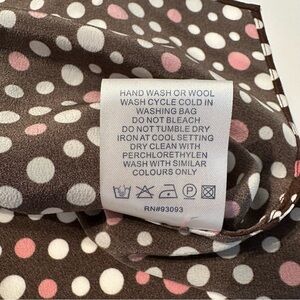 HAND WASH OR WOOL
WASH CYCLE COLD IN
WASHING BAG
DO NOT BLEACH
DO NOT TUMBLE DRY
IRON AT COOL SETTING
DRY CLEAN WITH
PERCHLORETHYLEN
WASH WITH SIMILAR
COLOURS ONLY
RN#93093